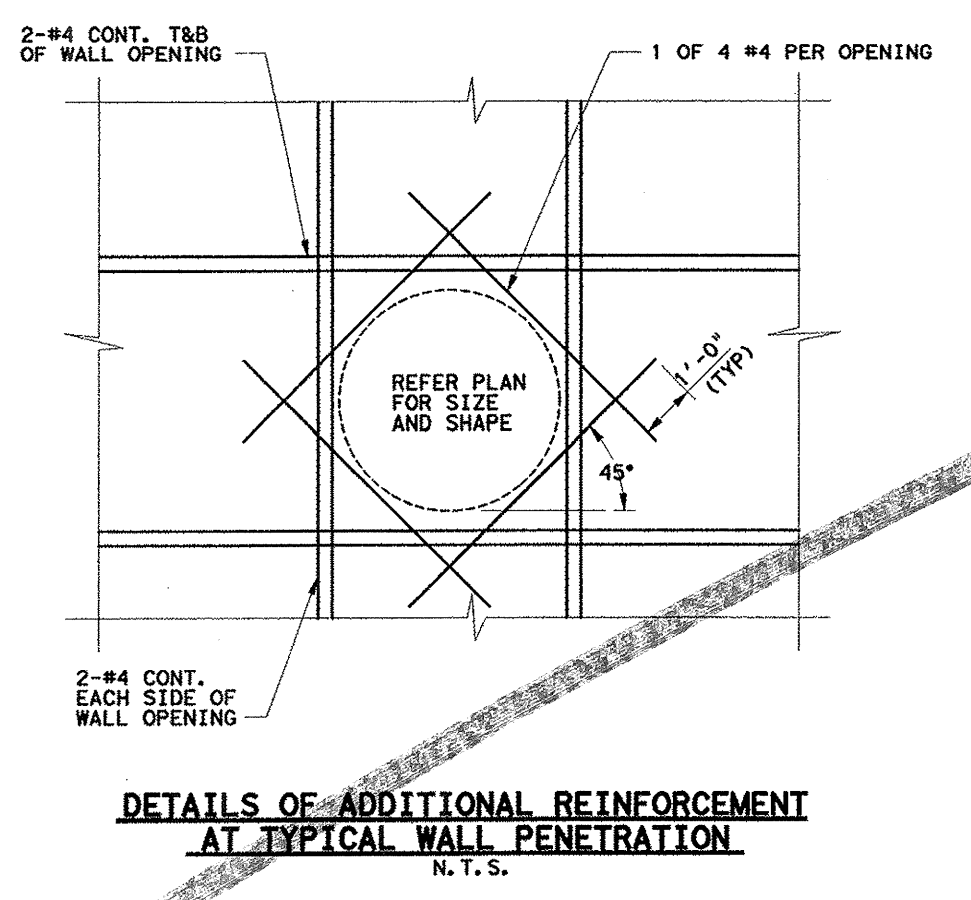 2-#4 CONT. T&B
OF WALL OPENING
1 OF 4 #4 PER OPENING
REFER PLAN
FOR SIZE
AND SHAPE
1'-0"
(TYP)
45°
2-#4 CONT.
EACH SIDE OF
WALL OPENING
DETAILS OF ADDITIONAL REINFORCEMENT
AT TYPICAL WALL PENETRATION
N.T.S.